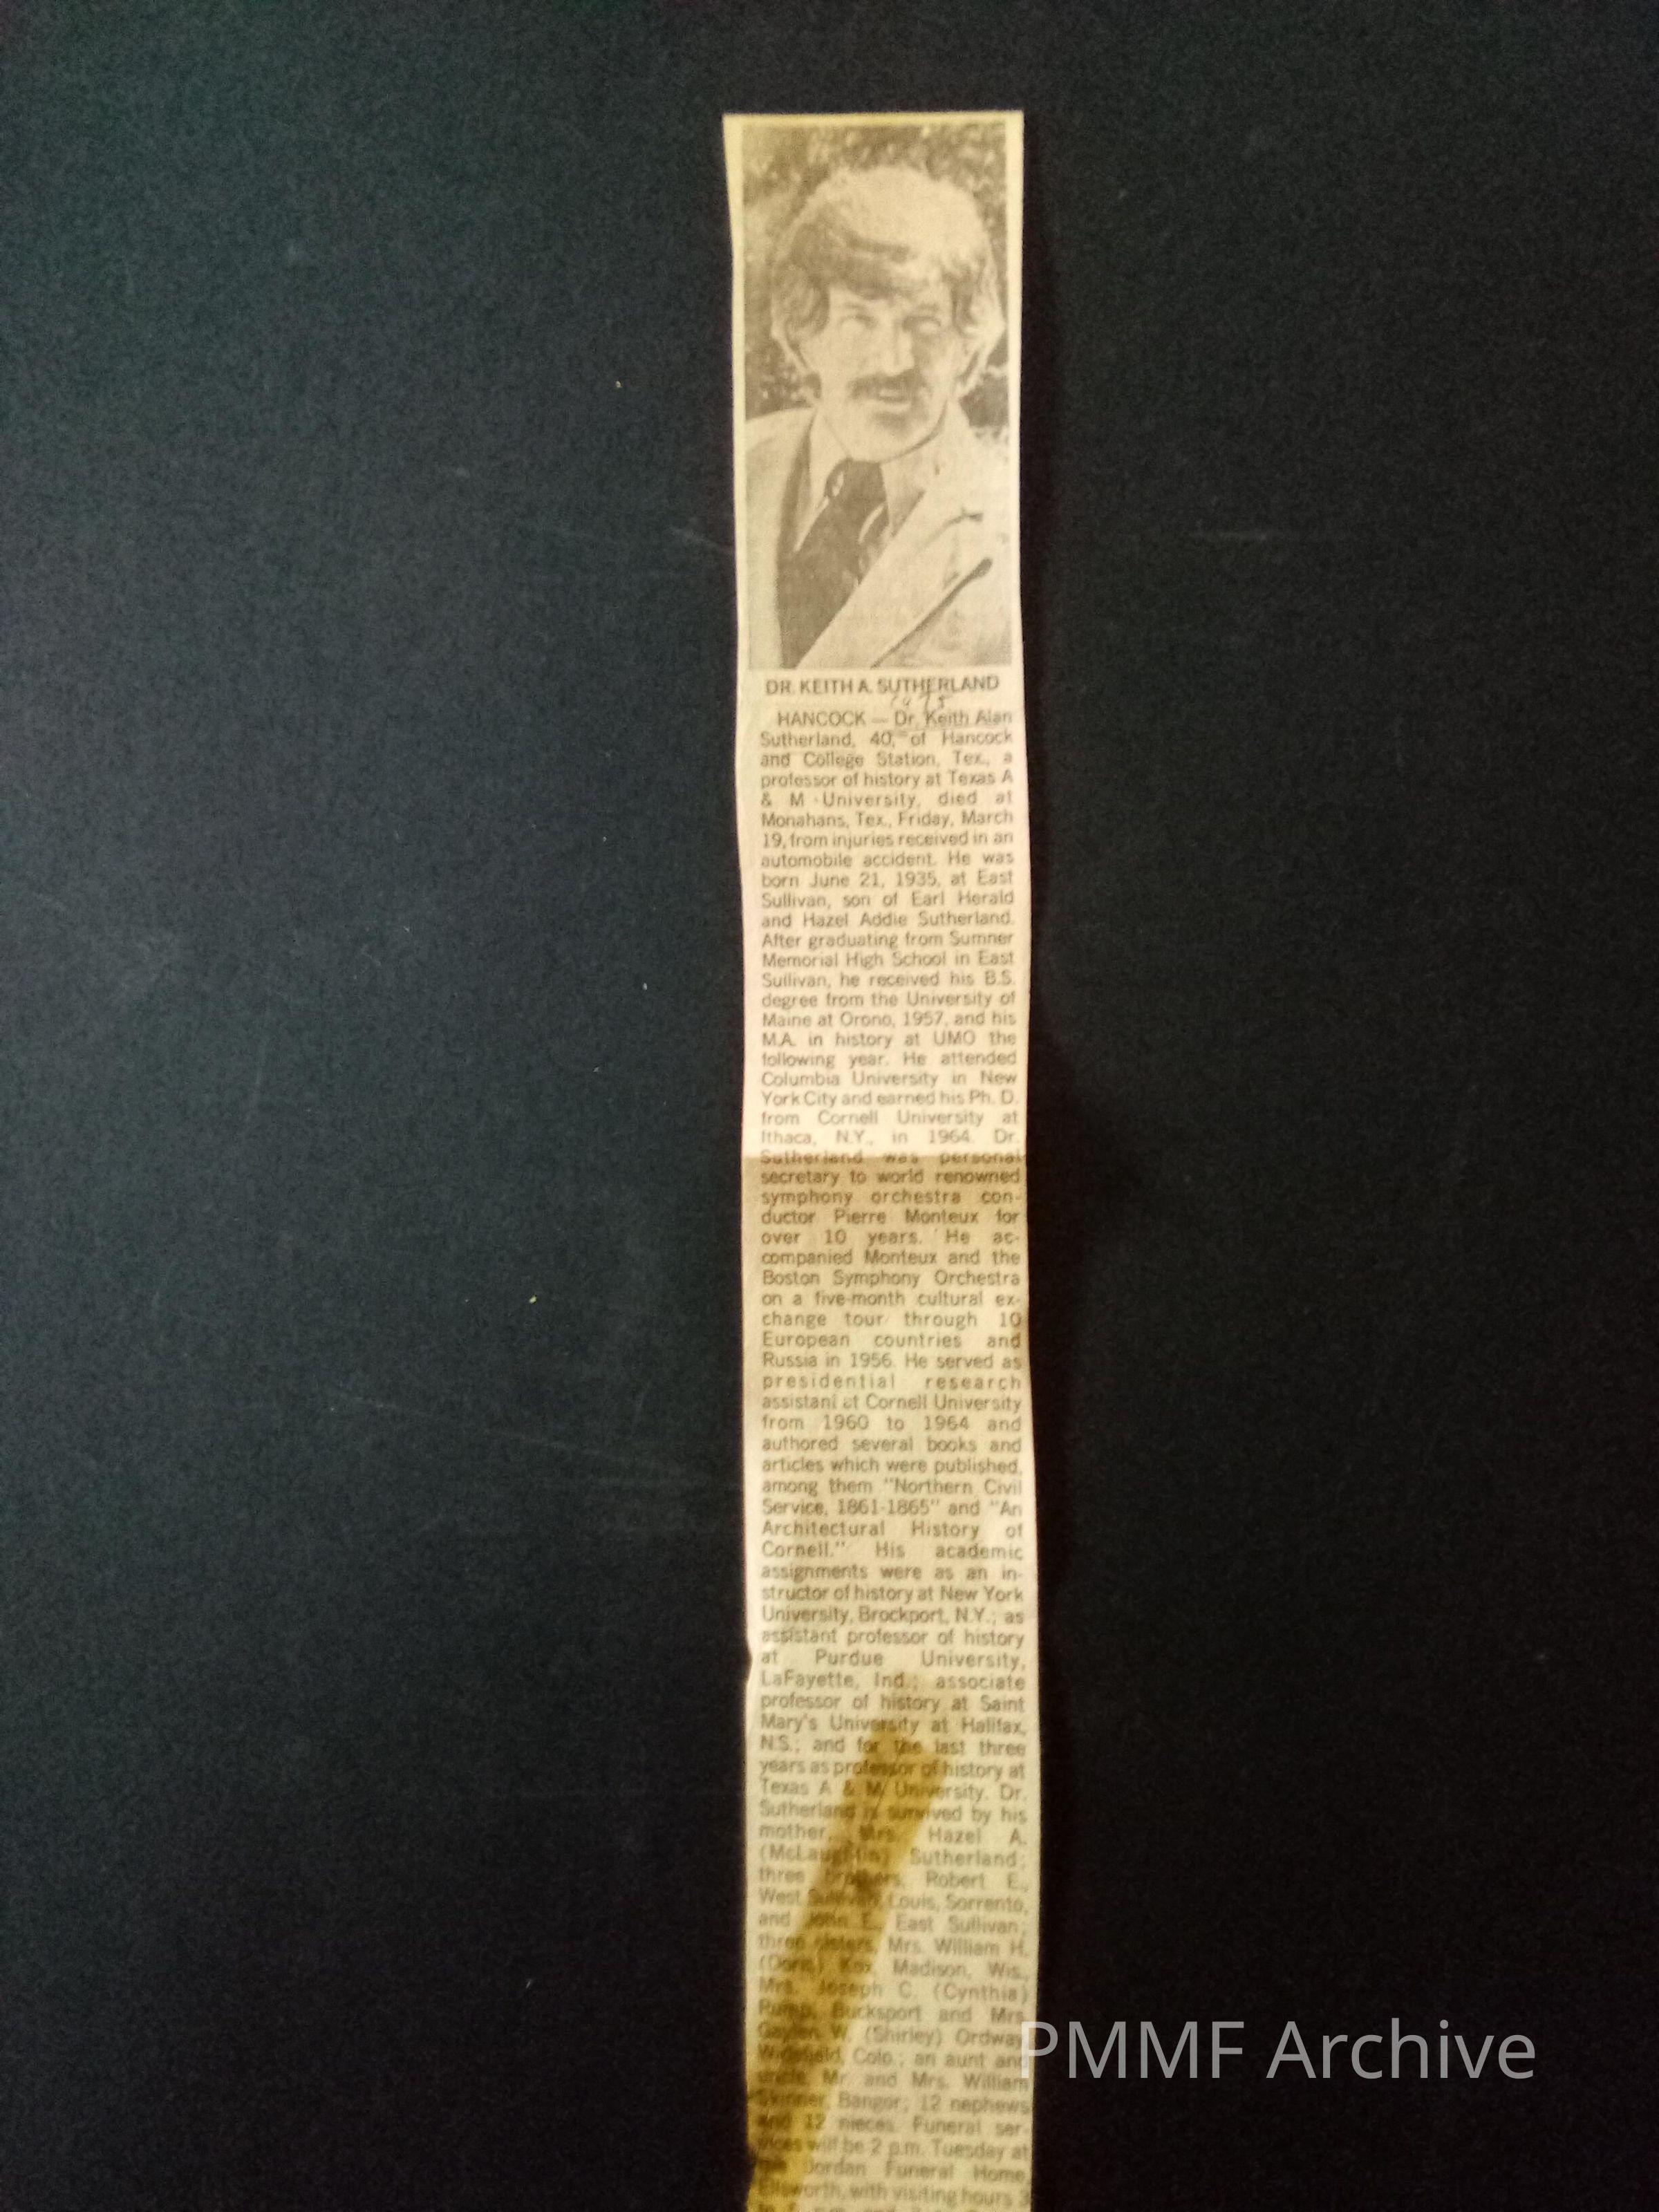 DR. KEITH A. SUTHERLAND
1975
HANCOCK — Dr. Keith Alan
Sutherland, 40, of Hancock
and College Station, Tex., a
professor of history at Texas A
& M University, died at
Monahans, Tex., Friday, March
19, from injuries received in an
automobile accident. He was
born June 21, 1935, at East
Sullivan, son of Earl Herald
and Hazel Addie Sutherland.
After graduating from Sumner
Memorial High School in East
Sullivan, he received his B.S.
degree from the University of
Maine at Orono, 1957, and his
M.A. in history at UMO the
following year. He attended
Columbia University in New
York City and earned his Ph. D.
from Cornell University at
Ithaca, N.Y., in 1964. Dr.
Sutherland was personal
secretary to world renowned
symphony orchestra con-
ductor Pierre Monteux for
over 10 years. He ac-
companied Monteux and the
Boston Symphony Orchestra
on a five-month cultural ex-
change tour through 10
European countries and
Russia in 1956. He served as
presidential research
assistant at Cornell University
from 1960 to 1964 and
authored several books and
articles which were published,
among them "Northern Civil
Service, 1861-1865" and "An
Architectural History of
Cornell." His academic
assignments were as an in-
structor of history at New York
University, Brockport, N.Y.; as
assistant professor of history
at Purdue University,
LaFayette, Ind.; associate
professor of history at Saint
Mary's University at Halifax,
N.S.; and for the last three
years as professor of history at
Texas A & M University. Dr.
Sutherland is survived by his
mother, Mrs. Hazel A.
(McLaughlin) Sutherland;
three brothers, Robert E.,
West Sullivan, Louis, Sorrento,
and John E., East Sullivan;
three sisters, Mrs. William H.
(Doris) Madison, Wis.,
Mrs. Joseph C. (Cynthia)
Bucksport and Mrs.
W. (Shirley) Ordway,
Colo.; an aunt and
uncle, Mr. and Mrs. William
Skinner, Bangor; 12 nephews
and 12 nieces. Funeral ser-
vices will be 2 p.m. Tuesday at
the Jordan Funeral Home,
Ellsworth, with visiting hours 3
PMMF Archive